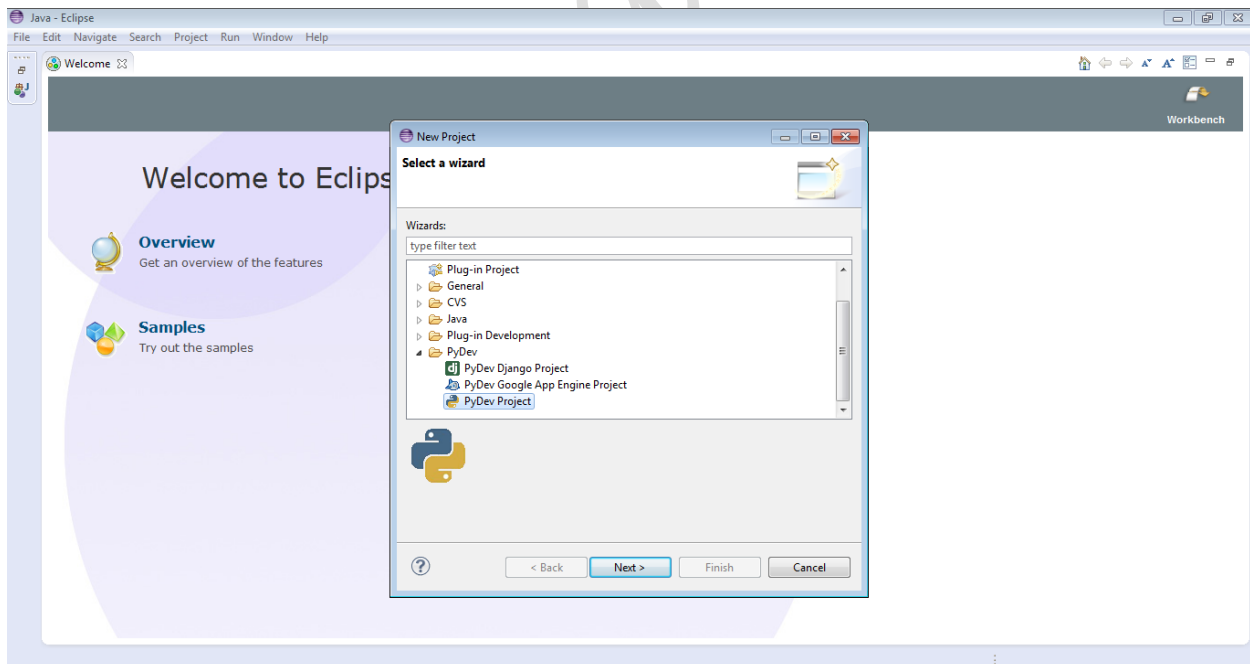 Java - Eclipse
File Edit Navigate Search Project Run Window Help
Welcome
Workbench
Welcome to Eclips
Overview
Get an overview of the features
Samples
Try out the samples
New Project
Select a wizard
Wizards:
type filter text
Plug-in Project
General
CVS
Java
Plug-in Development
PyDev
dj PyDev Django Project
PyDev Google App Engine Project
PyDev Project
? < Back Next > Finish Cancel